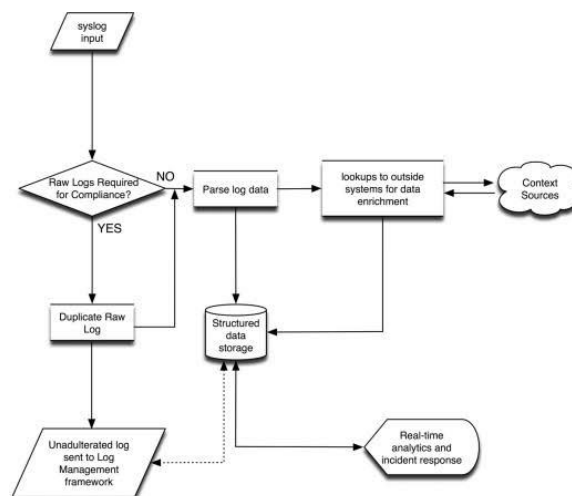 syslog
input
Raw Logs Required
for Compliance?
NO
YES
Parse log data
lookups to outside
systems for data
enrichment
Context
Sources
Duplicate Raw
Log
Structured
data
storage
Unadulterated log
sent to Log
Management
framework
Real-time
analytics and
incident response